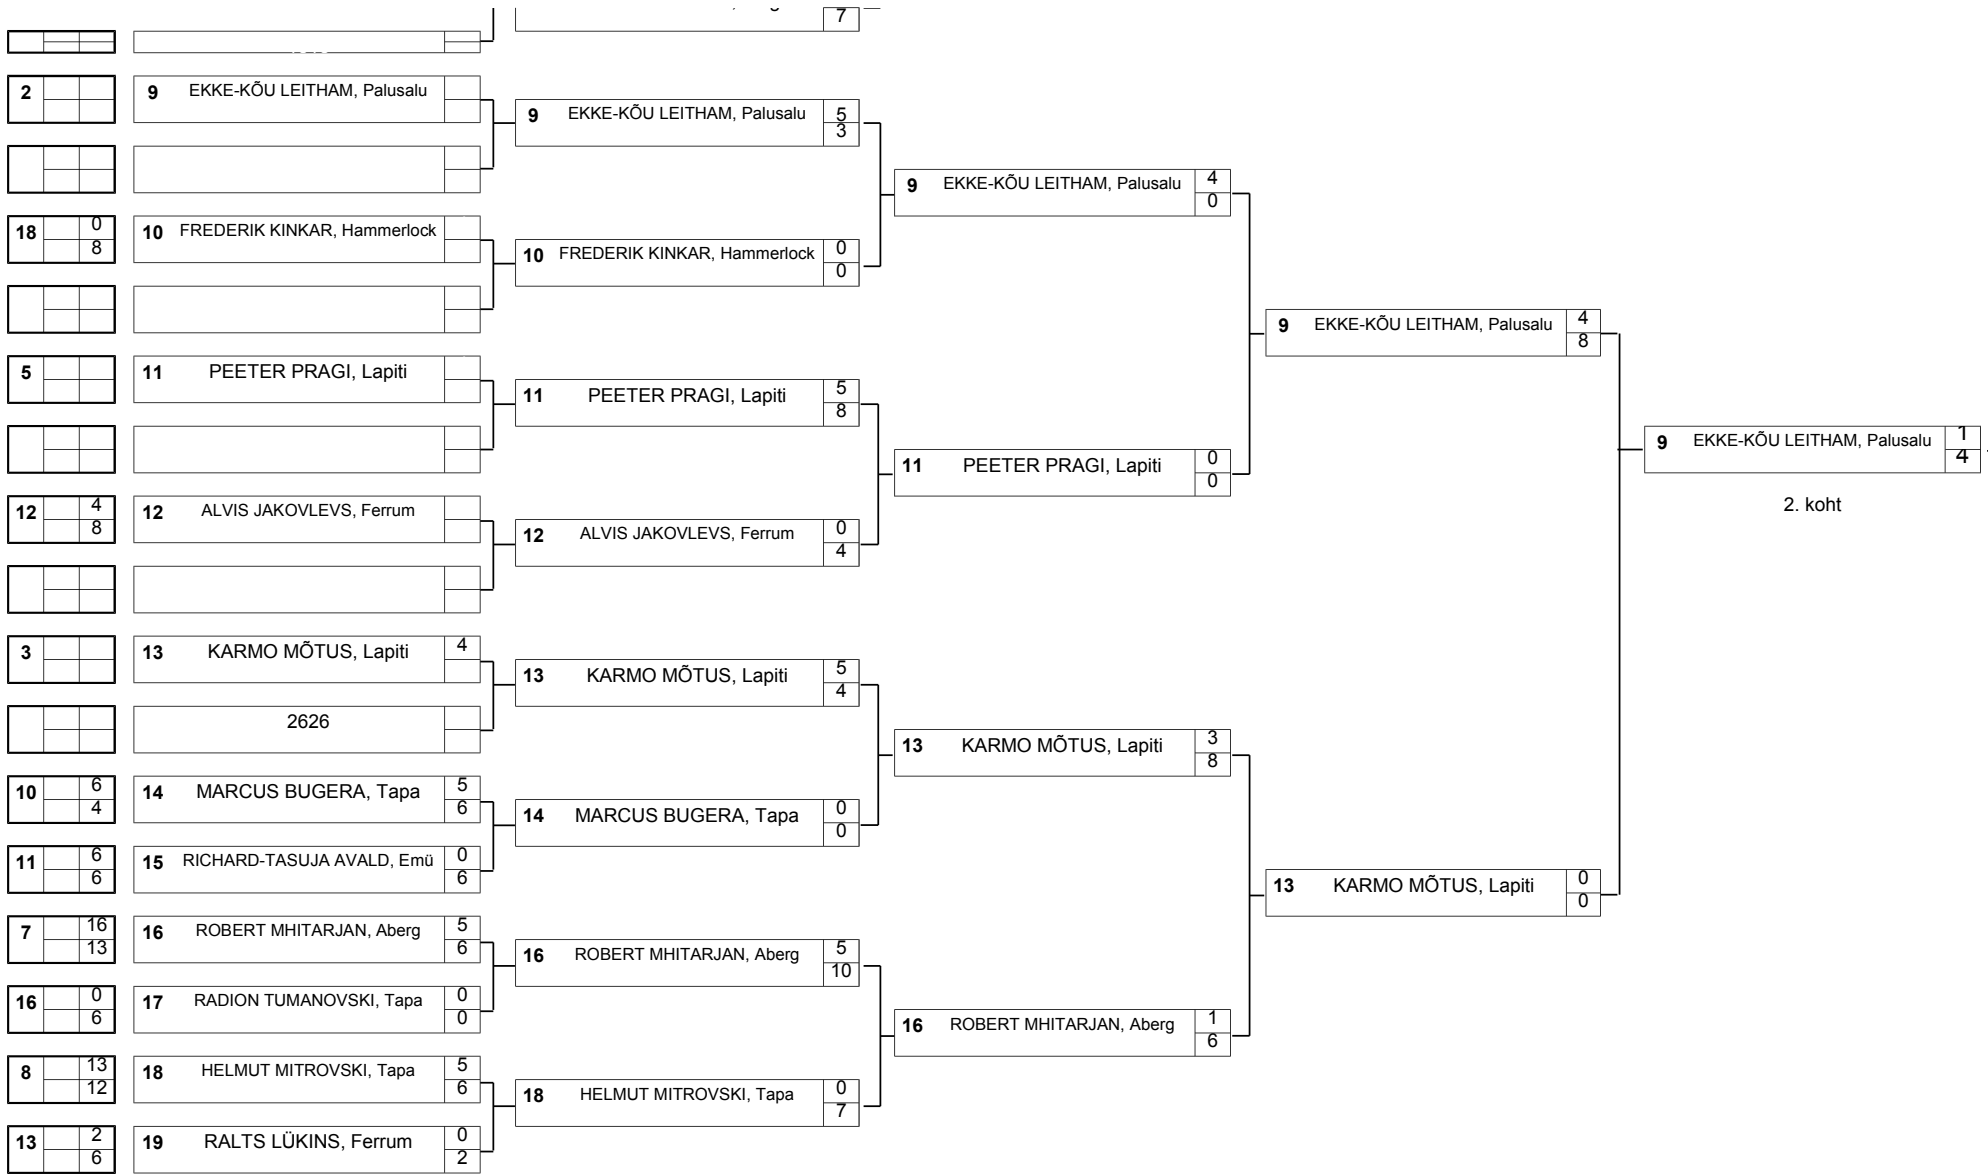 7
2 9 EKKE-KÕU LEITHAM, Palusalu
9 EKKE-KÕU LEITHAM, Palusalu 5
3
9 EKKE-KÕU LEITHAM, Palusalu 4
0
18 0 10 FREDERIK KINKAR, Hammerlock
8
10 FREDERIK KINKAR, Hammerlock 0
0
9 EKKE-KÕU LEITHAM, Palusalu 4
8
5 11 PEETER PRAGI, Lapiti
11 PEETER PRAGI, Lapiti 5
8
9 EKKE-KÕU LEITHAM, Palusalu 1
4
11 PEETER PRAGI, Lapiti 0
0
2. koht
12 4 12 ALVIS JAKOVLEVS, Ferrum
8
12 ALVIS JAKOVLEVS, Ferrum 0
4
3 13 KARMO MÕTUS, Lapiti 4
13 KARMO MÕTUS, Lapiti 5
4
2626
13 KARMO MÕTUS, Lapiti 3
8
10 6 14 MARCUS BUGERA, Tapa 5
4 6
14 MARCUS BUGERA, Tapa 0
0
11 6 15 RICHARD-TASUJA AVALD, Emü 0
6 6
13 KARMO MÕTUS, Lapiti 0
0
7 16 16 ROBERT MHITARJAN, Aberg 5
13 6
16 ROBERT MHITARJAN, Aberg 5
10
16 0 17 RADION TUMANOVSKI, Tapa 0
6 0
16 ROBERT MHITARJAN, Aberg 1
6
8 13 18 HELMUT MITROVSKI, Tapa 5
12 6
18 HELMUT MITROVSKI, Tapa 0
7
13 2 19 RALTS LÜKINS, Ferrum 0
6 2